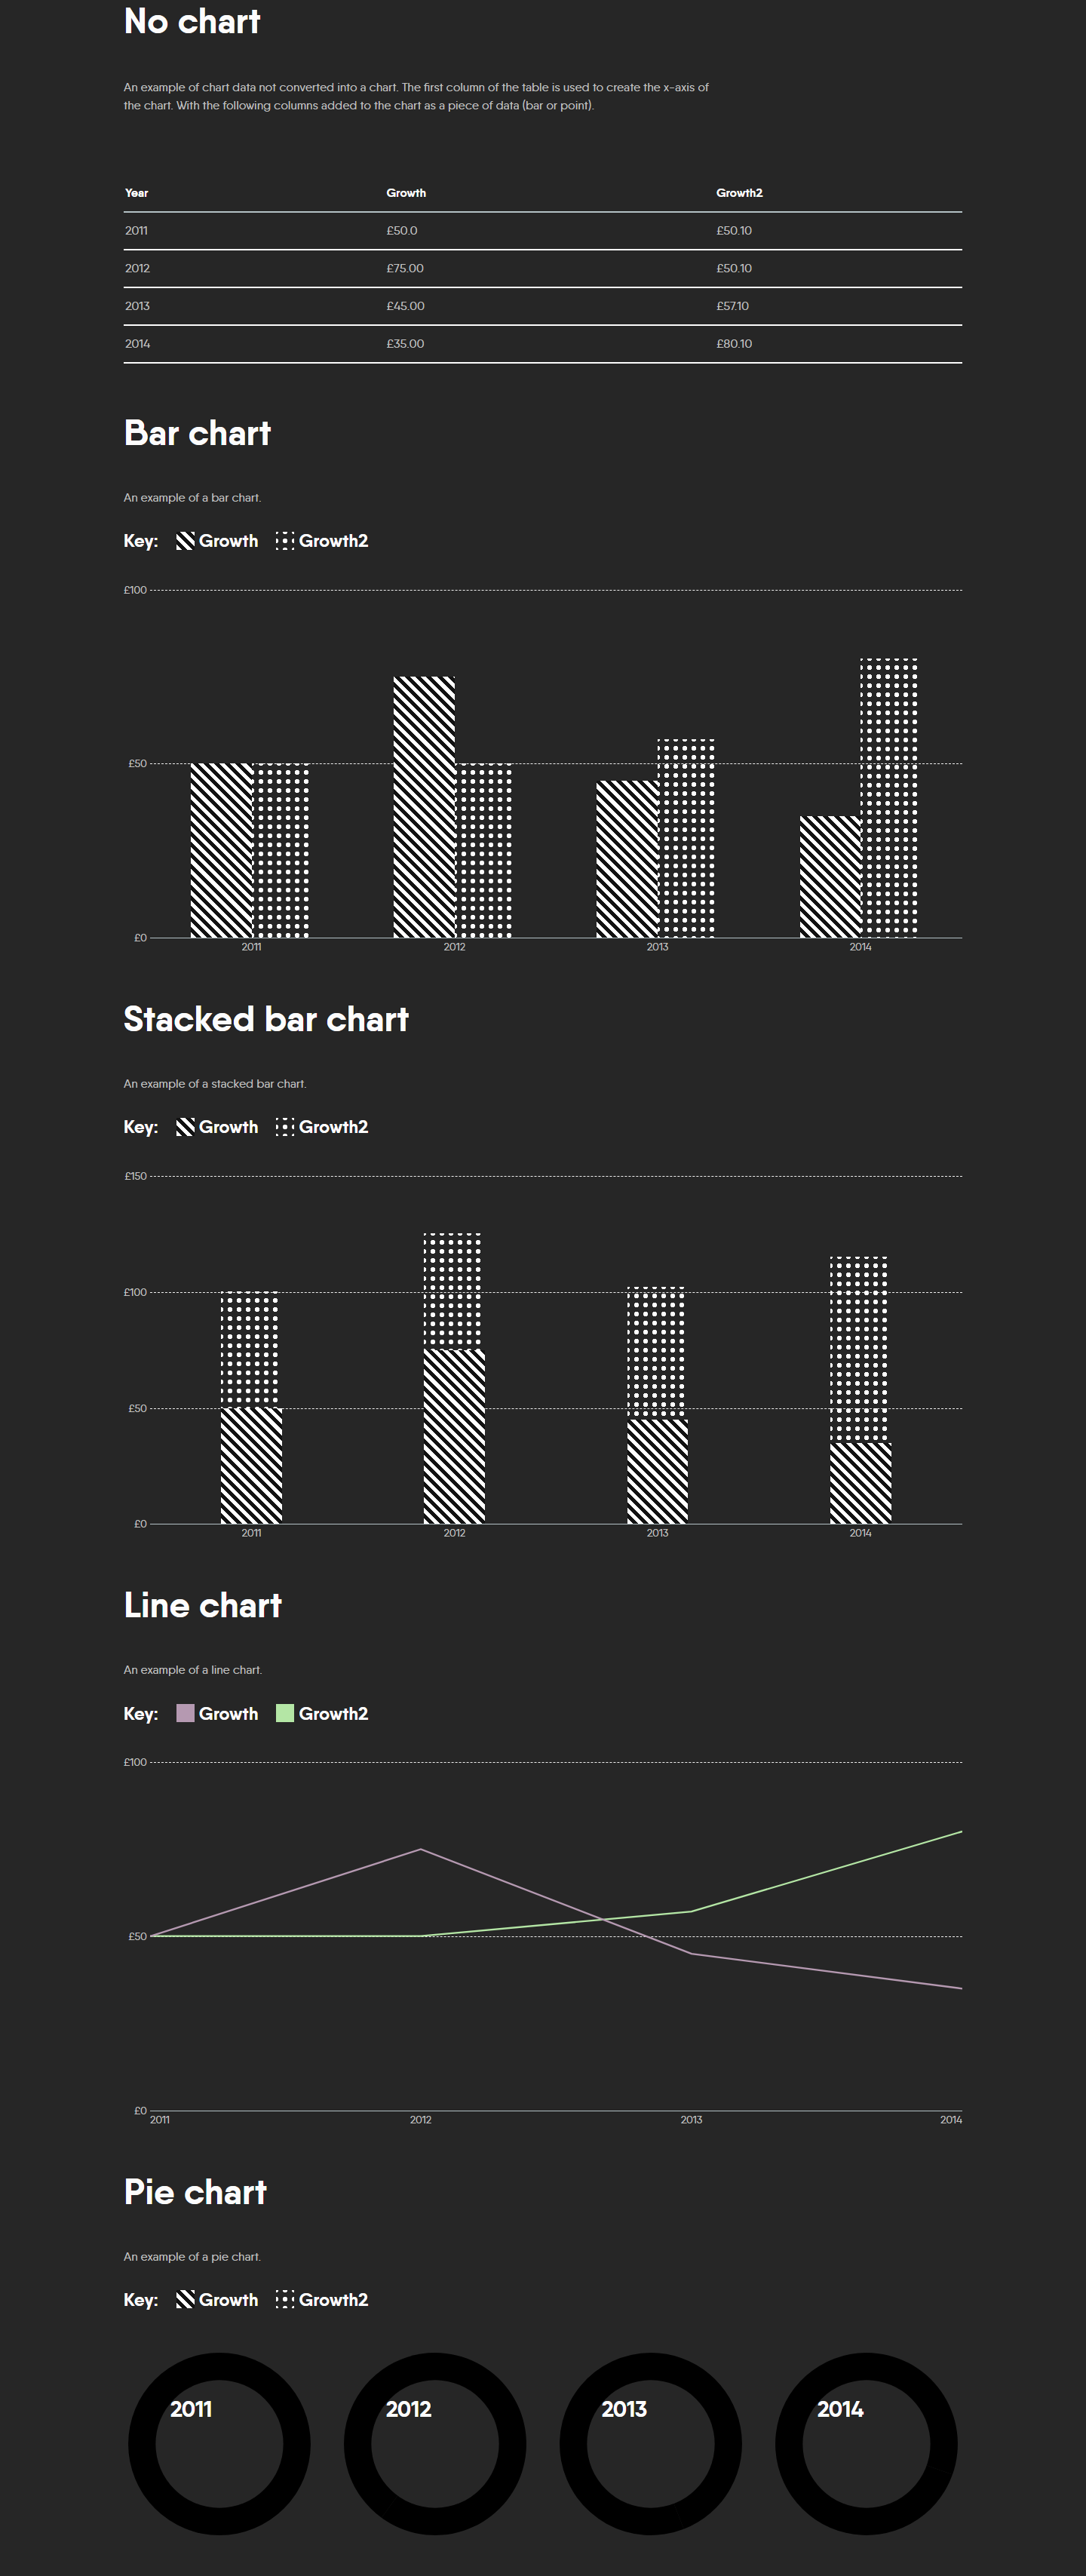 No chart
An example of chart data not converted into a chart. The first column of the table is used to create the x-axis of
the chart. With the following columns added to the chart as a piece of data (bar or point).
Year Growth Growth2
2011 £50.0 £50.10
2012 £75.00 £50.10
2013 £45.00 £57.10
2014 £35.00 £80.10
Bar chart
An example of a bar chart.
Key: Growth Growth2
£100
£50
£0
2011 2012 2013 2014
Stacked bar chart
An example of a stacked bar chart.
Key: Growth Growth2
£150
£100
£50
£0
2011 2012 2013 2014
Line chart
An example of a line chart.
Key: Growth Growth2
£100
£50
£0
2011 2012 2013 2014
Pie chart
An example of a pie chart.
Key: Growth Growth2
2011 2012 2013 2014